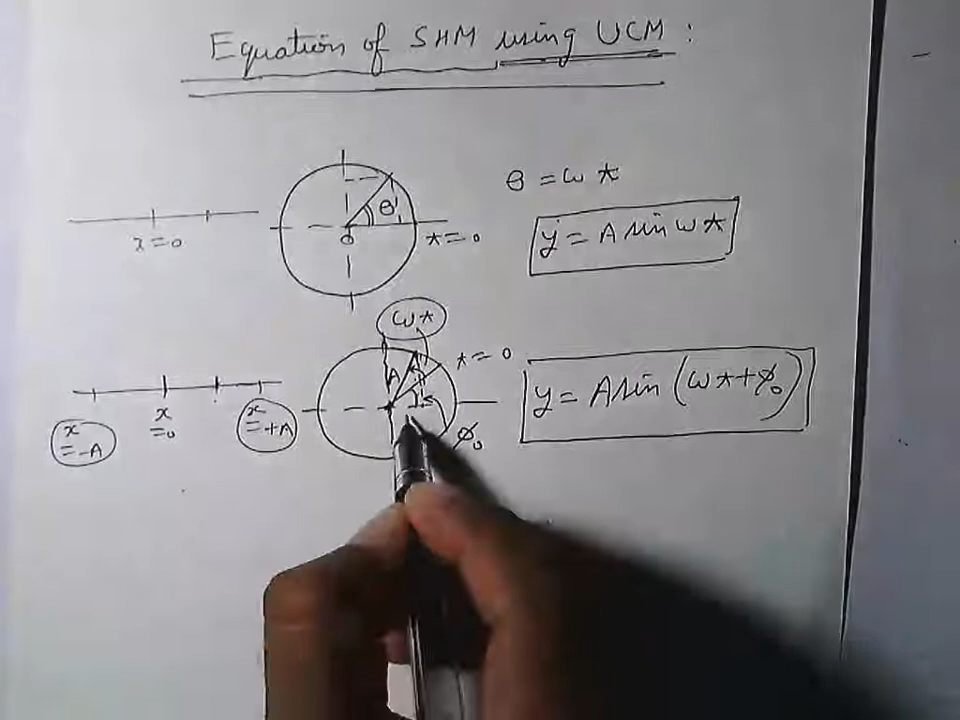 Equation of SHM using UCM :
θ = ωt
x = 0
O
θ
t = 0
y = A sin ωt
ωt
A
t = 0
y = A sin (ωt + φ₀)
x = -A
x = 0
x = +A
φ₀